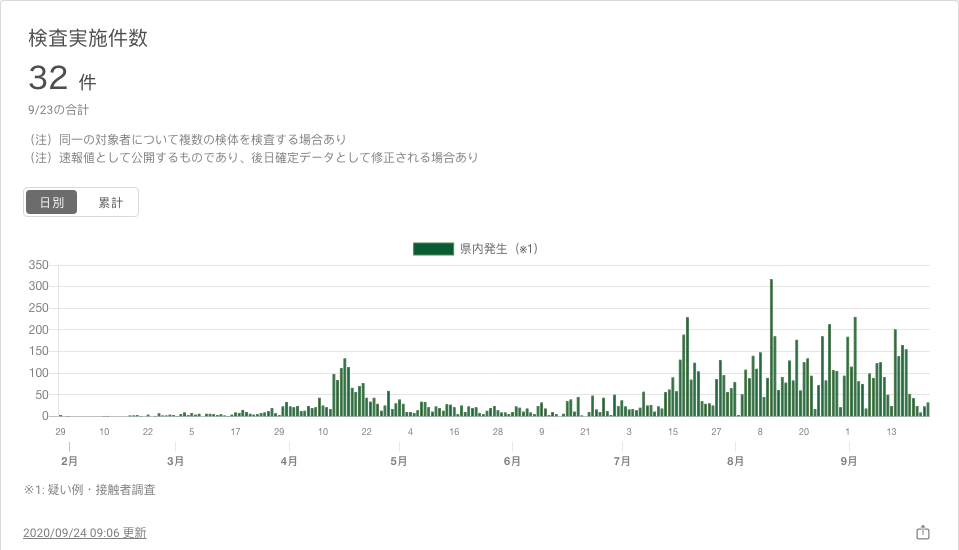 検査実施件数
32 件
9/23の合計
（注）同一の対象者について複数の検体を検査する場合あり
（注）速報値として公開するものであり、後日確定データとして修正される場合あり
日別 累計
県内発生（※1）
350
300
250
200
150
100
50
0
29 10 22 5 17 29 10 22 4 16 28 9 21 3 15 27 8 20 1 13
2月 3月 4月 5月 6月 7月 8月 9月
※1: 疑い例・接触者調査
2020/09/24 09:06 更新